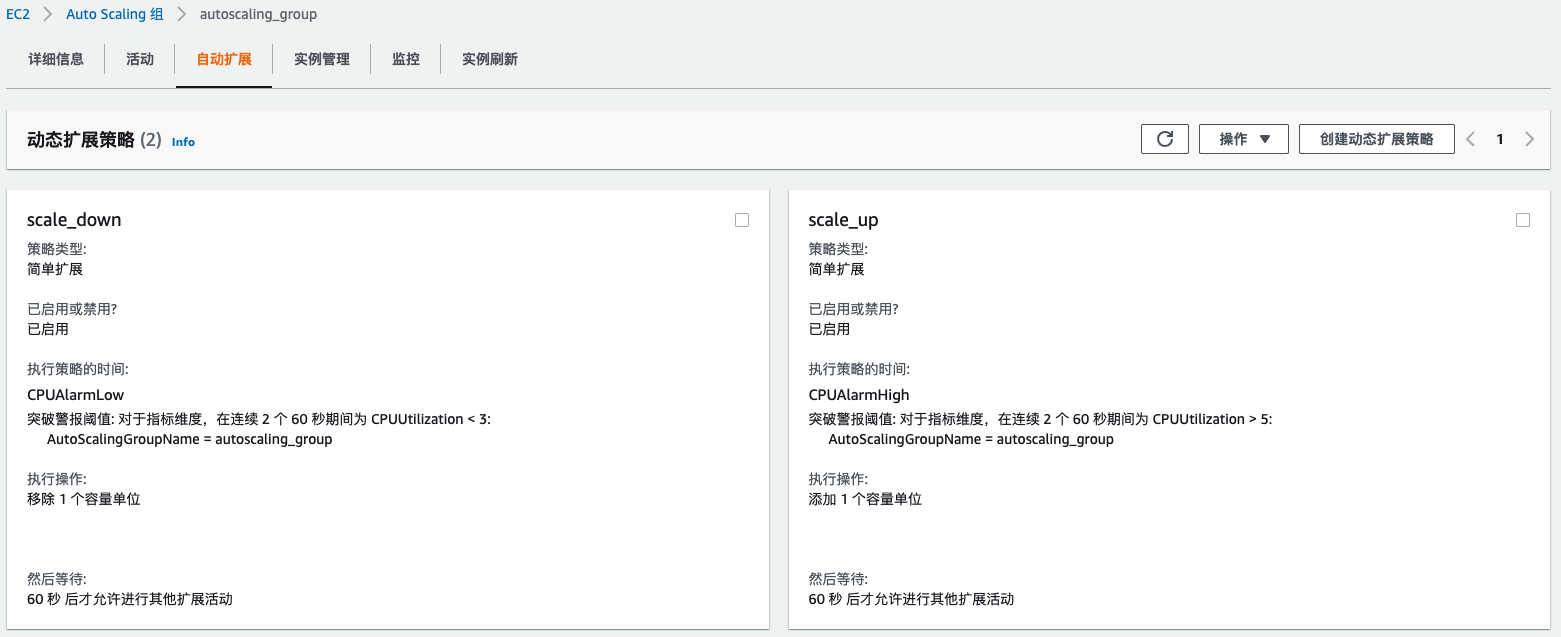 EC2 > Auto Scaling 组 > autoscaling_group
详细信息 活动 自动扩展 实例管理 监控 实例刷新
动态扩展策略 (2) Info 操作 ▼ 创建动态扩展策略 < 1 >
scale_down
策略类型:
简单扩展
已启用或禁用?
已启用
执行策略的时间:
CPUAlarmLow
突破警报阈值: 对于指标维度，在连续 2 个 60 秒期间为 CPUUtilization < 3:
AutoScalingGroupName = autoscaling_group
执行操作:
移除 1 个容量单位
然后等待:
60 秒 后才允许进行其他扩展活动
scale_up
策略类型:
简单扩展
已启用或禁用?
已启用
执行策略的时间:
CPUAlarmHigh
突破警报阈值: 对于指标维度，在连续 2 个 60 秒期间为 CPUUtilization > 5:
AutoScalingGroupName = autoscaling_group
执行操作:
添加 1 个容量单位
然后等待:
60 秒 后才允许进行其他扩展活动